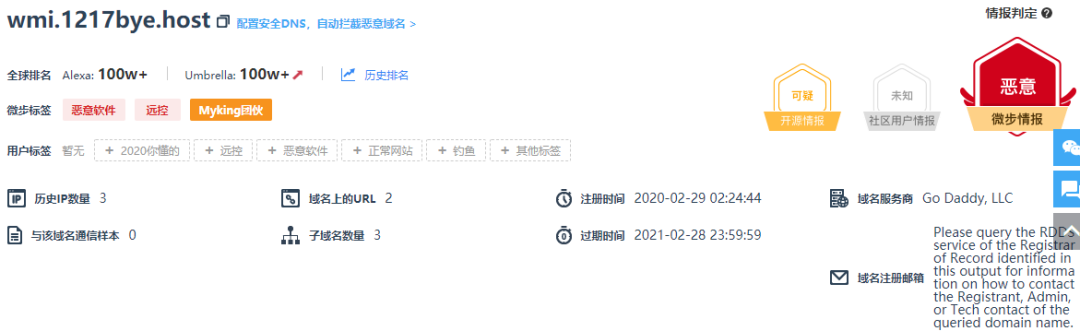 wmi.1217bye.host 配置安全DNS，自动拦截恶意域名 >
情报判定
全球排名 Alexa: 100w+ Umbrella: 100w+ 历史排名
微步标签 恶意软件 远控 Myking团伙
可疑
开源情报
未知
社区用户情报
恶意
微步情报
用户标签 暂无 + 2020你懂的 + 远控 + 恶意软件 + 正常网站 + 钓鱼 + 其他标签
历史IP数量 3 域名上的URL 2 注册时间 2020-02-29 02:24:44 域名服务商 Go Daddy, LLC
与该域名通信样本 0 子域名数量 3 过期时间 2021-02-28 23:59:59
域名注册邮箱
Please query the RDDS
service of the Registrar
of Record identified in
this output for informa
tion on how to contact
the Registrant, Admin,
or Tech contact of the
queried domain name.